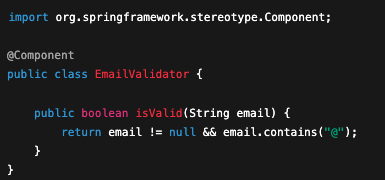 import org.springframework.stereotype.Component;
@Component
public class EmailValidator {
public boolean isValid(String email) {
return email != null && email.contains("@");
}
}